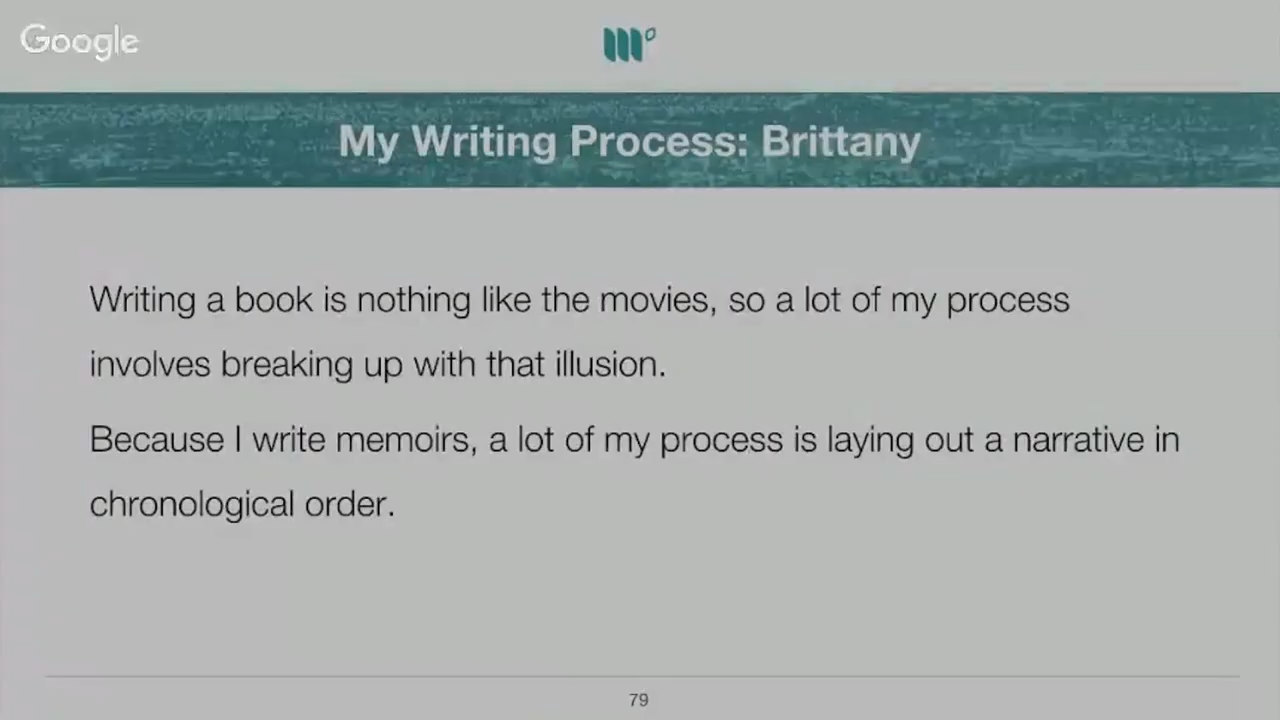 Google
My Writing Process: Brittany
Writing a book is nothing like the movies, so a lot of my process
involves breaking up with that illusion.
Because I write memoirs, a lot of my process is laying out a narrative in
chronological order.
79